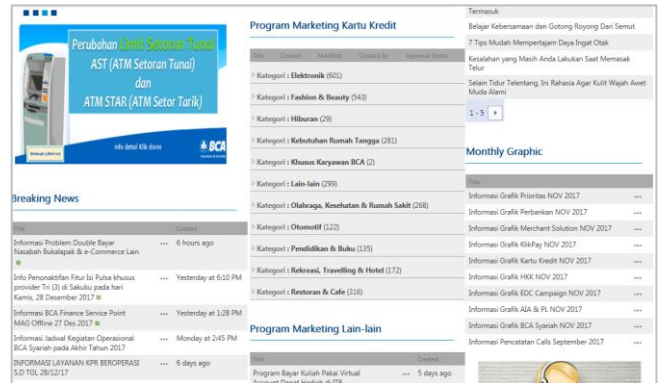 Perubahan Limit Setoran Tunai
AST (ATM Setoran Tunai)
dan
ATM STAR (ATM Setor Tarik)
info detail Klik disini
BCA
Breaking News
Title Created
Informasi Problem Double Bayar
Nasabah Bukalapak & e-Commerce Lain
... 6 hours ago
Info Penonaktifan Fitur Isi Pulsa khusus
provider Tri (3) di Sakuku pada hari
Kamis, 28 Desember 2017
... Yesterday at 6:10 PM
Informasi BCA Finance Service Point
MAG Offline 27 Des 2017
... Yesterday at 1:28 PM
Informasi Jadwal Kegiatan Operasional
BCA Syariah pada Akhir Tahun 2017
... Monday at 2:45 PM
INFORMASI LAYANAN KPR BEROPERASI
S.D TGL 28/12/17
... 6 days ago
Program Marketing Kartu Kredit
Title Created Modified Created By Approval Status
Kategori : Elektronik (601)
Kategori : Fashion & Beauty (543)
Kategori : Hiburan (29)
Kategori : Kebutuhan Rumah Tangga (281)
Kategori : Khusus Karyawan BCA (2)
Kategori : Lain-lain (299)
Kategori : Olahraga, Kesehatan & Rumah Sakit (268)
Kategori : Otomotif (122)
Kategori : Pendidikan & Buku (135)
Kategori : Rekreasi, Travelling & Hotel (172)
Kategori : Restoran & Cafe (316)
Program Marketing Lain-lain
Title Created
Program Bayar Kuliah Pakai Virtual
Account Dapat Hadiah di ITB
... 5 days ago
Termasuk
Belajar Kebersamaan dan Gotong Royong Dari Semut
7 Tips Mudah Mempertajam Daya Ingat Otak
Kesalahan yang Masih Anda Lakukan Saat Memasak
Telur
Selain Tidur Telentang, Ini Rahasia Agar Kulit Wajah Awet
Muda Alami
1 - 5
Monthly Graphic
Title
Informasi Grafik Prioritas NOV 2017 ...
Informasi Grafik Perbankan NOV 2017 ...
Informasi Grafik Merchant Solution NOV 2017 ...
Informasi Grafik KlikPay NOV 2017 ...
Informasi Grafik Kartu Kredit NOV 2017 ...
Informasi Grafik HKK NOV 2017 ...
Informasi Grafik EDC Campaign NOV 2017 ...
Informasi Grafik AIA & PL NOV 2017 ...
Informasi Grafik BCA Syariah NOV 2017 ...
Informasi Pencatatan Calls September 2017 ...